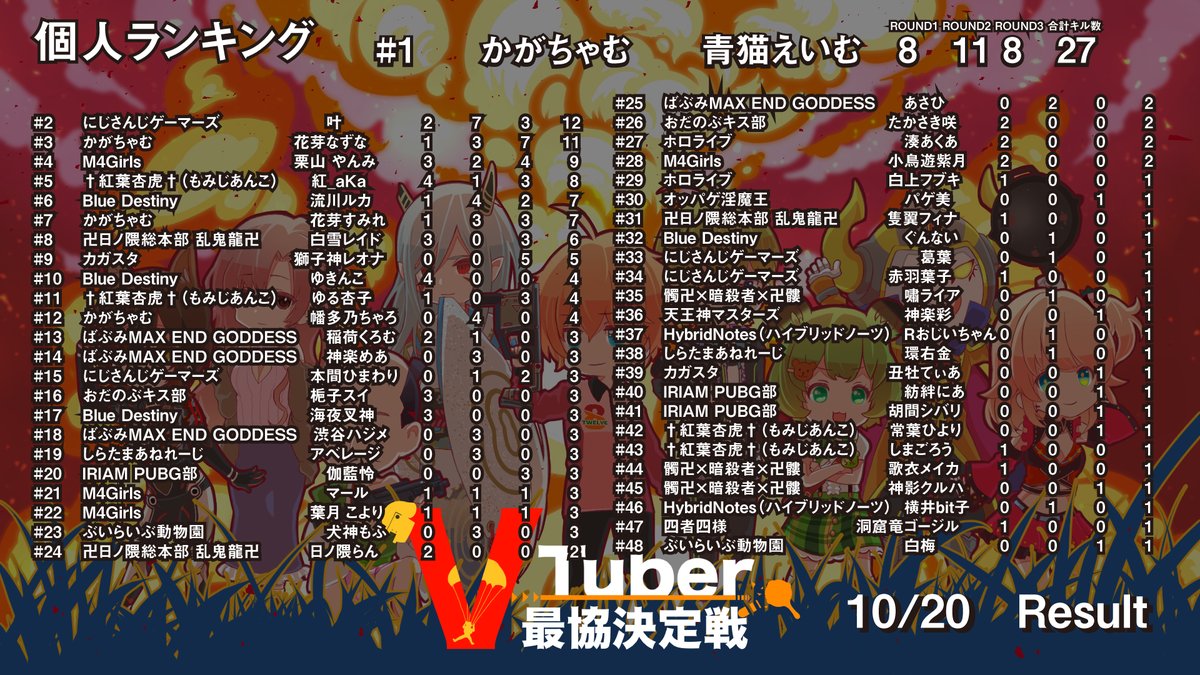 個人ランキング
ROUND1 ROUND2 ROUND3 合計キル数
#1 かがちゃむ 青猫えいむ 8 11 8 27
#2 にじさんじゲーマーズ 叶 2 7 3 12
#3 かがちゃむ 花芽なずな 1 3 7 11
#4 M4Girls 栗山 やんみ 3 2 4 9
#5 †紅葉杏虎†（もみじあんこ） 紅_aKa 4 1 3 8
#6 Blue Destiny 流川ルカ 1 4 2 7
#7 かがちゃむ 花芽すみれ 1 3 3 7
#8 卍日ノ隈総本部 乱鬼龍卍 白雪レイド 3 0 3 6
#9 カガスタ 獅子神レオナ 0 0 5 5
#10 Blue Destiny ゆきんこ 4 0 0 4
#11 †紅葉杏虎†（もみじあんこ） ゆる杏子 1 0 3 4
#12 かがちゃむ 幡多乃ちゃろ 0 4 0 4
#13 ばぶみMAX END GODDESS 稲荷くろむ 2 1 0 3
#14 ばぶみMAX END GODDESS 神楽めあ 0 3 0 3
#15 にじさんじゲーマーズ 本間ひまわり 0 1 2 3
#16 おだのぶキス部 栀子スイ 3 0 0 3
#17 Blue Destiny 海夜叉神 0 3 0 3
#18 ばぶみMAX END GODDESS 渋谷ハジメ 0 3 0 3
#19 しらたまあねれーじ アベレージ 0 3 0 3
#20 IRIAM PUBG部 伽藍怜 0 0 3 3
#21 M4Girls マール 1 1 1 3
#22 M4Girls 葉月 こより 1 1 1 3
#23 ぶいらいぶ動物園 犬神もぶ 0 3 0 3
#24 卍日ノ隈総本部 乱鬼龍卍 日ノ隈らん 2 0 0 2
#25 ばぶみMAX END GODDESS あさひ 0 2 0 2
#26 おだのぶキス部 たかさき咲 2 0 0 2
#27 ホロライブ 湊あくあ 2 0 0 2
#28 M4Girls 小鳥遊紫月 2 0 0 2
#29 ホロライブ 白上フブキ 1 0 0 1
#30 オッパゲ淫魔王 パゲ美 0 0 1 1
#31 卍日ノ隈総本部 乱鬼龍卍 隻翼フィナ 1 0 0 1
#32 Blue Destiny ぐんない 0 1 0 1
#33 にじさんじゲーマーズ 葛葉 0 1 0 1
#34 にじさんじゲーマーズ 赤羽葉子 1 0 0 1
#35 髑卍×暗殺者×卍髏 嘯ライア 1 0 0 1
#36 天王神マスターズ 神楽彩 1 0 0 1
#37 HybridNotes（ハイブリッドノーツ） Rおじいちゃん 0 1 0 1
#38 しらたまあねれーじ 環右金 0 1 0 1
#39 カガスタ 丑牡てぃあ 0 0 1 1
#40 IRIAM PUBG部 紡絆にあ 0 0 1 1
#41 IRIAM PUBG部 胡間シバリ 0 0 1 1
#42 †紅葉杏虎†（もみじあんこ） 常葉ひより 0 0 1 1
#43 †紅葉杏虎†（もみじあんこ） しまごろう 1 0 0 1
#44 髑卍×暗殺者×卍髏 歌衣メイカ 1 0 0 1
#45 髑卍×暗殺者×卍髏 神影クルハ 0 0 1 1
#46 HybridNotes（ハイブリッドノーツ） 横井bit子 0 1 0 1
#47 四者四様 洞窟竜ゴージル 1 0 0 1
#48 ぶいらいぶ動物園 白梅 0 0 1 1
TWELVE
VTuber
最協決定戦
10/20 Result